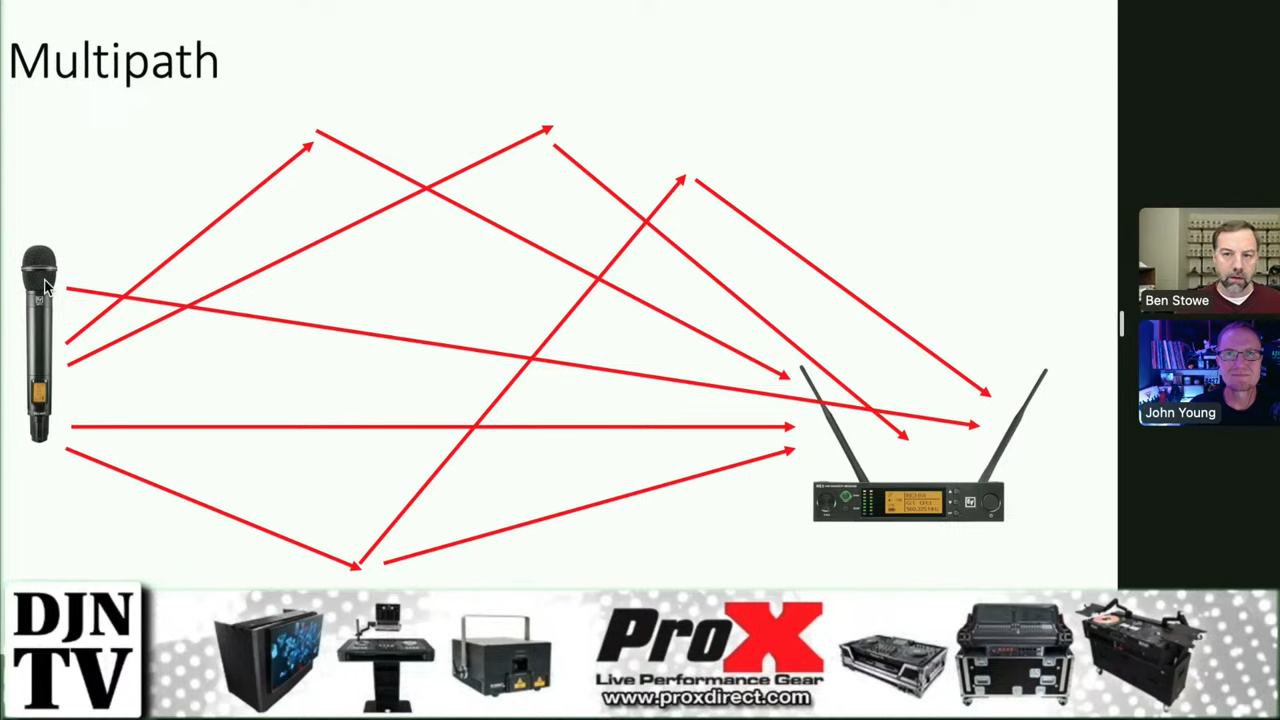 Multipath
Ben Stowe
John Young
DJN
TV
ProX
Live Performance Gear
www.proxdirect.com